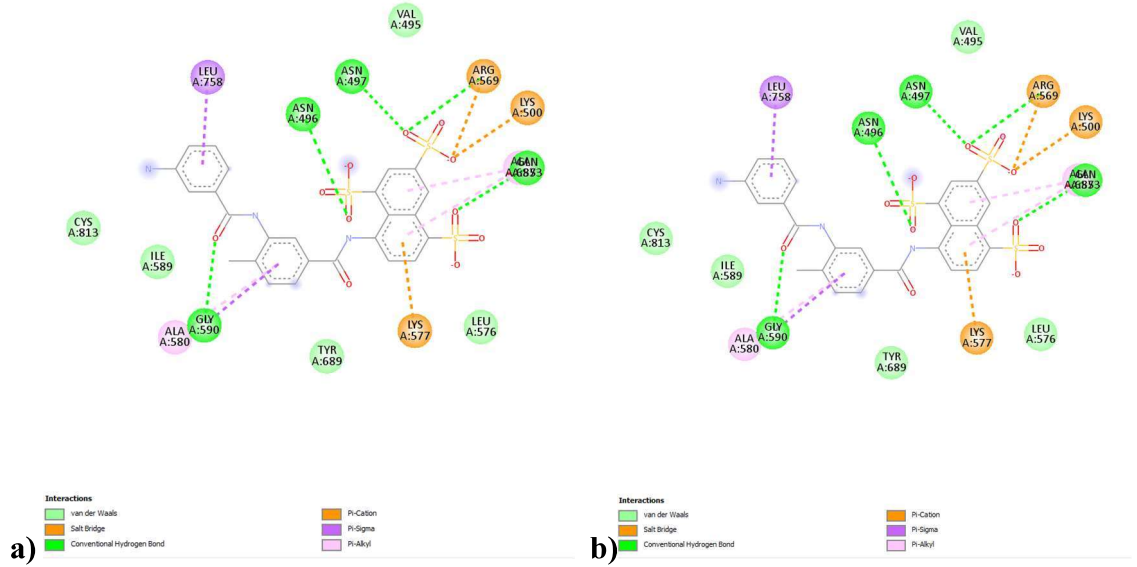 VAL
A:495
LEU
A:758
ASN
A:497
ARG
A:569
ASN
A:496
LYS
A:500
CYS
A:813
ILE
A:589
GLY
A:590
ALA
A:580
TYR
A:689
LYS
A:577
LEU
A:576
N
N
N
O
O
O
O
O
O-
O
O
O-
O
O
O-
Interactions
van der Waals
Salt Bridge
Conventional Hydrogen Bond
Pi-Cation
Pi-Sigma
Pi-Alkyl
a)
VAL
A:495
LEU
A:758
ASN
A:497
ARG
A:569
ASN
A:496
LYS
A:500
CYS
A:813
ILE
A:589
GLY
A:590
ALA
A:580
TYR
A:689
LYS
A:577
LEU
A:576
N
N
N
O
O
O
O
O
O-
O
O
O-
O
O
O-
Interactions
van der Waals
Salt Bridge
Conventional Hydrogen Bond
Pi-Cation
Pi-Sigma
Pi-Alkyl
b)